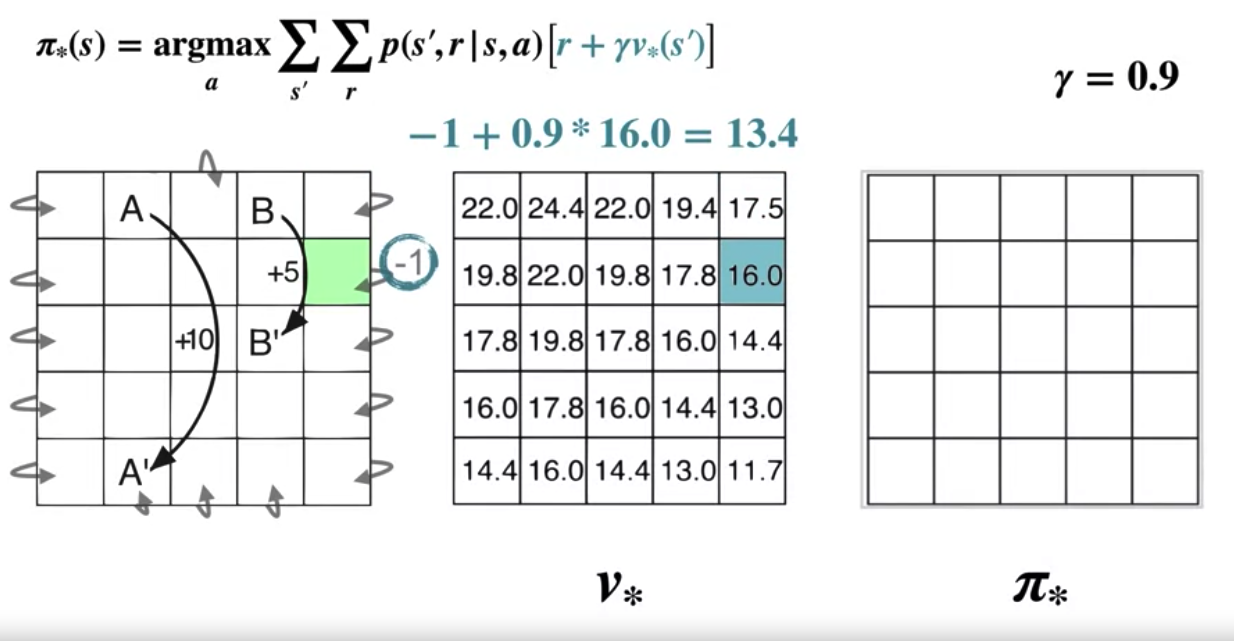 π*(s) = argmax Σ Σ p(s′, r | s, a)[r + γv*(s′)]
a s′ r
γ = 0.9
−1 + 0.9 * 16.0 = 13.4
A B
+5 -1
+10 B'
A'
22.0 24.4 22.0 19.4 17.5
19.8 22.0 19.8 17.8 16.0
17.8 19.8 17.8 16.0 14.4
16.0 17.8 16.0 14.4 13.0
14.4 16.0 14.4 13.0 11.7
v*
π*